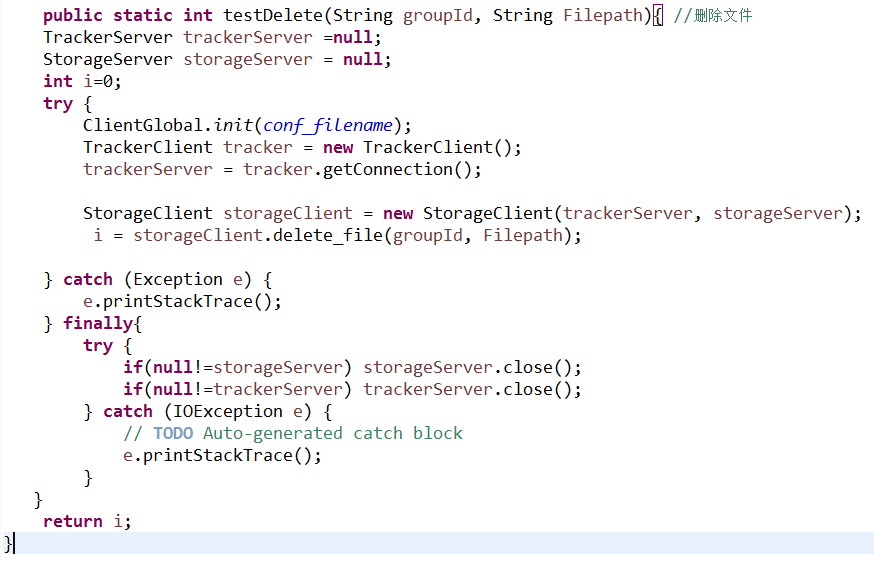 public static int testDelete(String groupId, String Filepath){ //删除文件
TrackerServer trackerServer =null;
StorageServer storageServer = null;
int i=0;
try {
ClientGlobal.init(conf_filename);
TrackerClient tracker = new TrackerClient();
trackerServer = tracker.getConnection();
StorageClient storageClient = new StorageClient(trackerServer, storageServer);
i = storageClient.delete_file(groupId, Filepath);
} catch (Exception e) {
e.printStackTrace();
} finally{
try {
if(null!=storageServer) storageServer.close();
if(null!=trackerServer) trackerServer.close();
} catch (IOException e) {
// TODO Auto-generated catch block
e.printStackTrace();
}
}
return i;
}